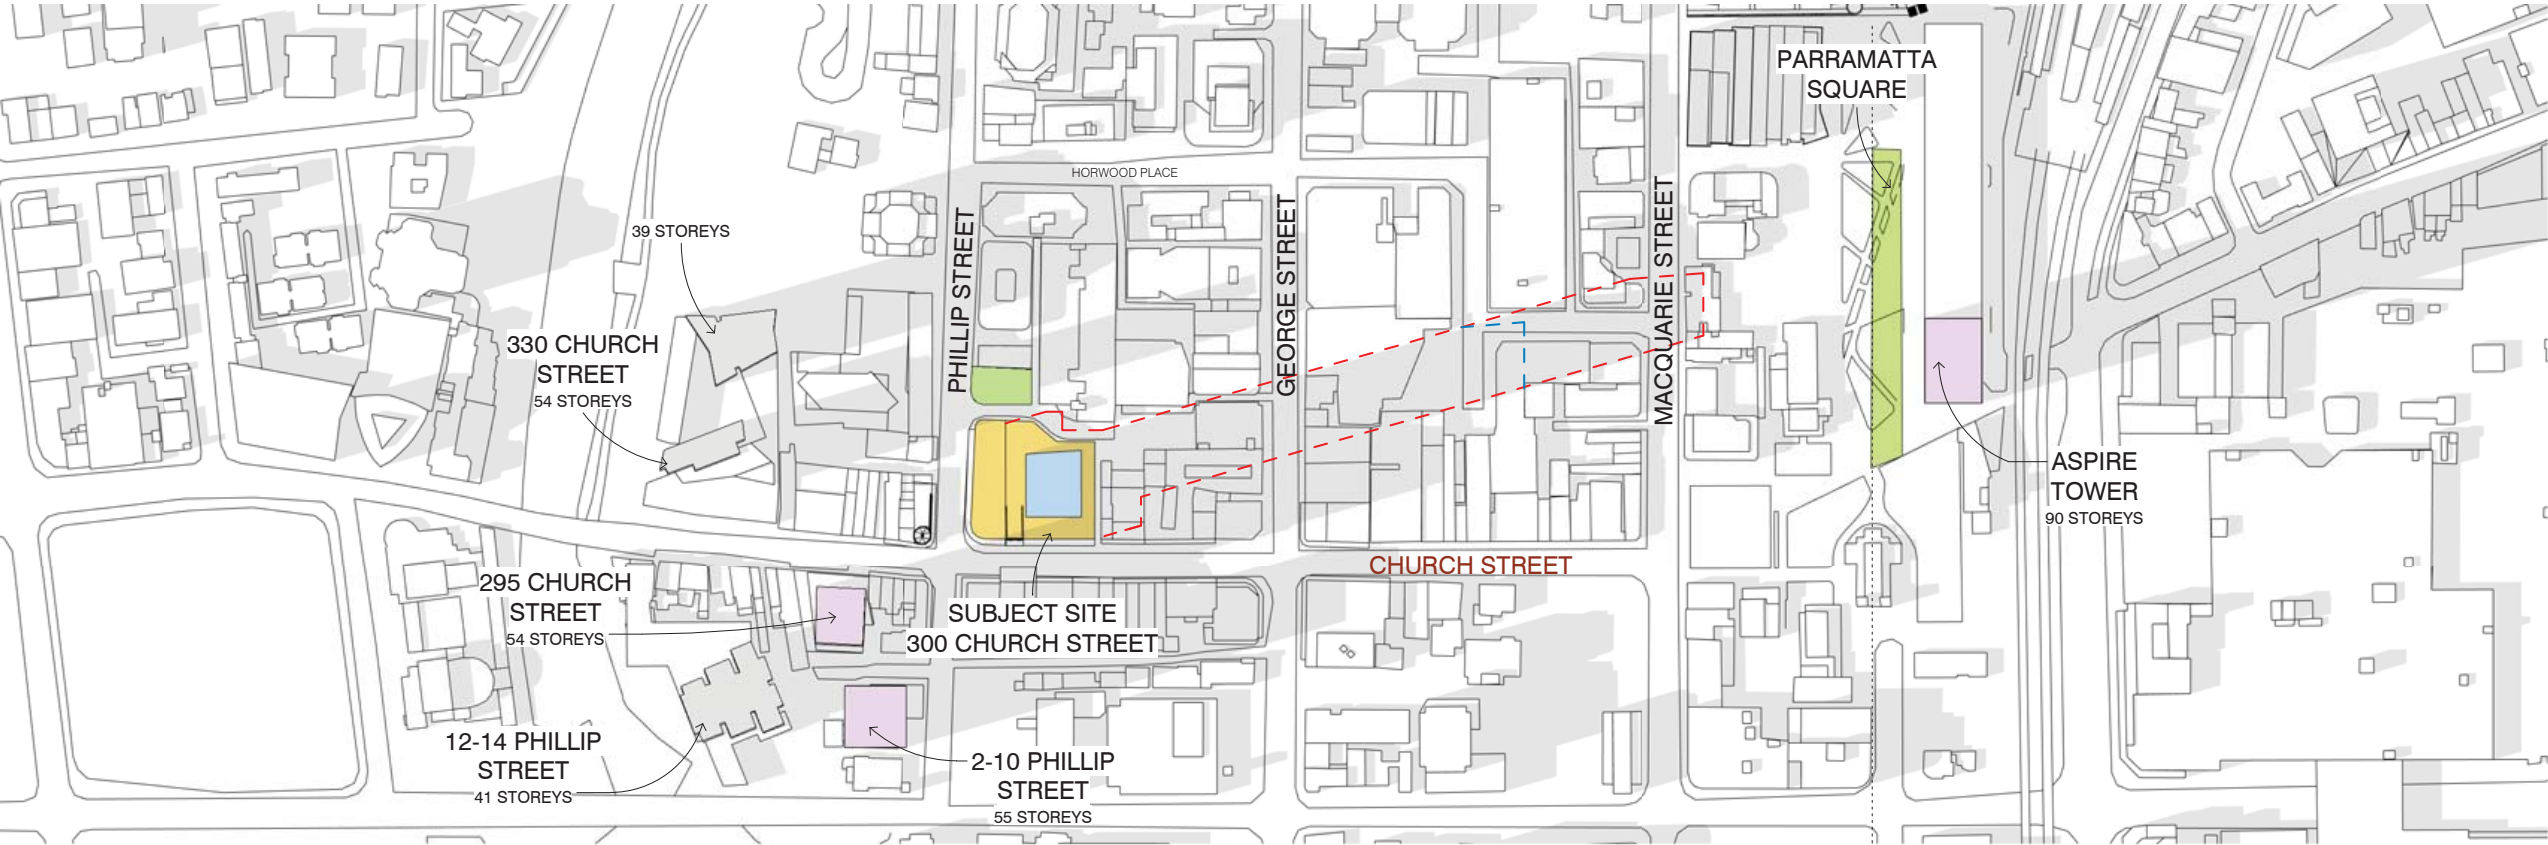 PARRAMATTA
SQUARE
HORWOOD PLACE
39 STOREYS
PHILLIP STREET
GEORGE STREET
MACQUARIE STREET
330 CHURCH
STREET
54 STOREYS
ASPIRE
TOWER
90 STOREYS
CHURCH STREET
295 CHURCH
STREET
54 STOREYS
SUBJECT SITE
300 CHURCH STREET
12-14 PHILLIP
STREET
41 STOREYS
2-10 PHILLIP
STREET
55 STOREYS